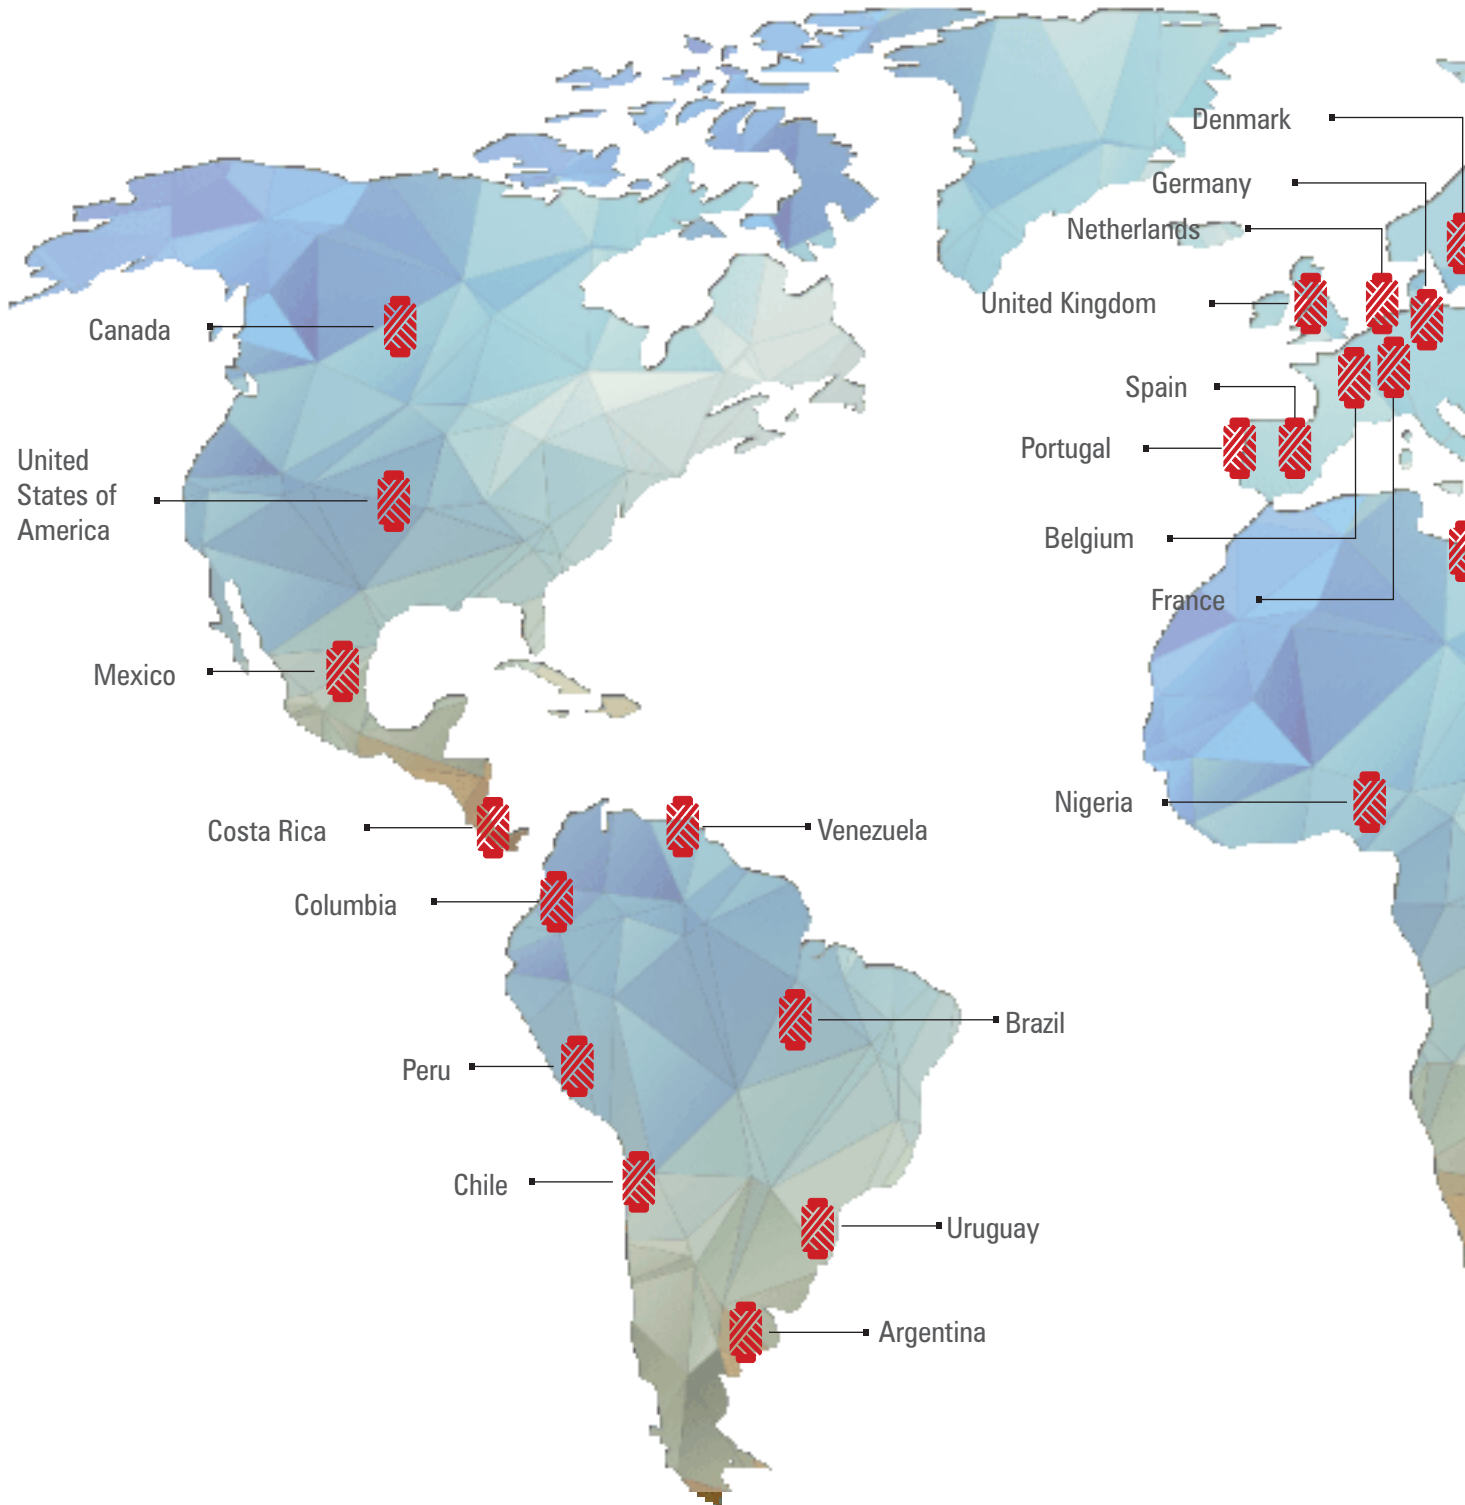 Denmark
Germany
Netherlands
United Kingdom
Canada
Spain
Portugal
United
States of
America
Belgium
France
Mexico
Nigeria
Costa Rica
Venezuela
Columbia
Brazil
Peru
Chile
Uruguay
Argentina